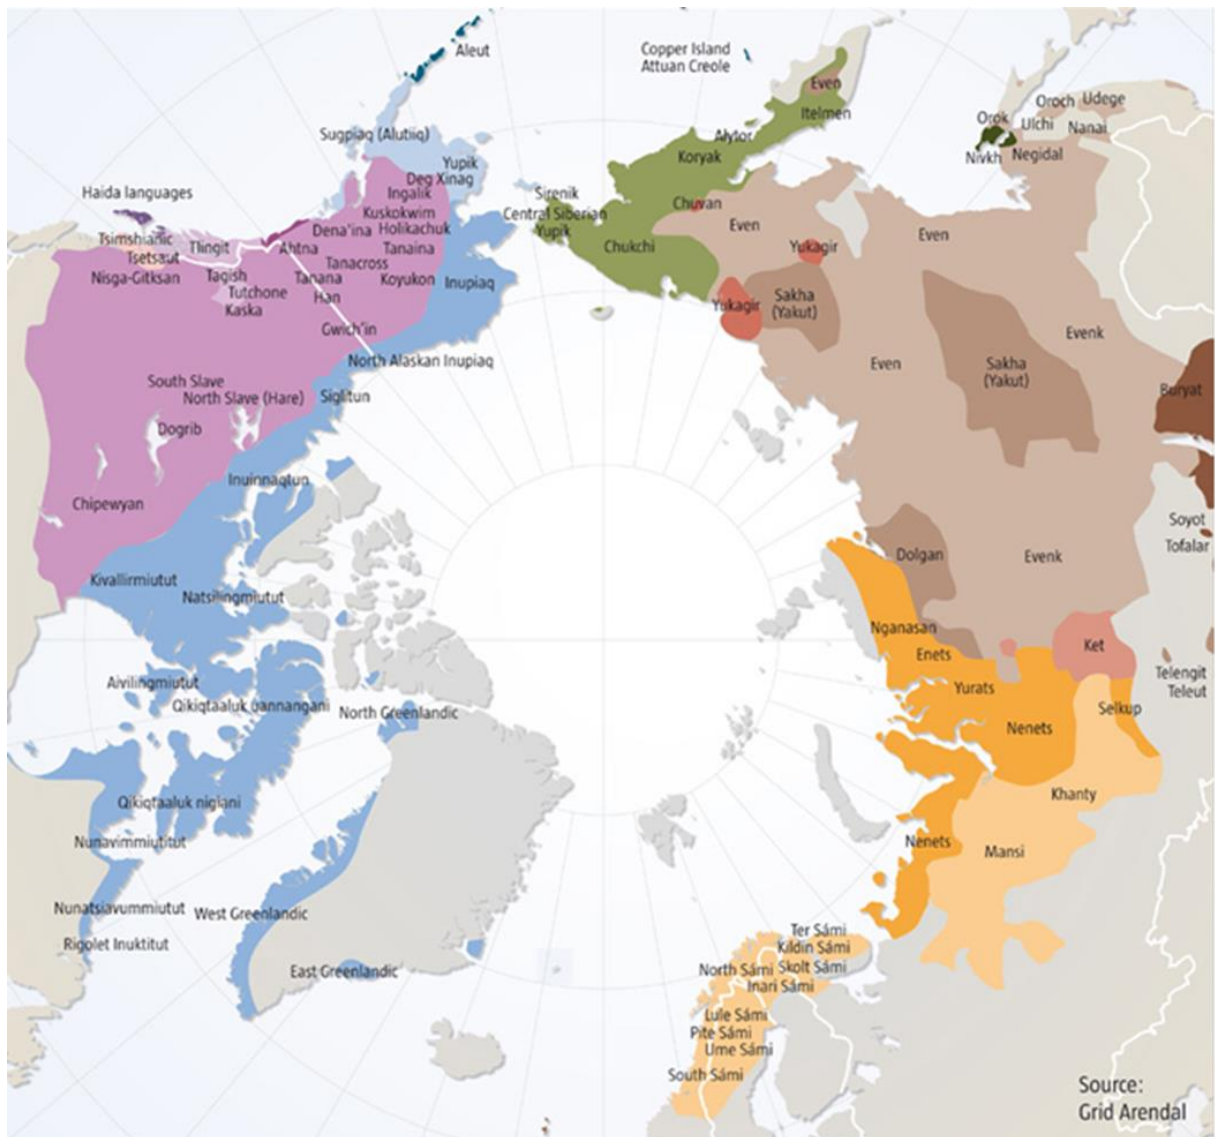 Aleut
Copper Island
Attuan Creole
Even
Itelmen
Alytor
Koryak
Oroch
Udege
Orok
Ulchi
Nanai
Nivkh
Negidal
Sugpiaq (Alutiiq)
Yupik
Deg Xinag
Ingalik
Kuskokwim
Holikachuk
Dena'ina
Haida languages
Tsimshianic
Tsetsaut
Nisga-Gitksan
Tlingit
Ahtna
Tanaina
Tanacross
Tanana
Koyukon
Han
Tagish
Tutchone
Kaska
Gwich'in
Inupiaq
North Alaskan Inupiaq
Sirenik
Central Siberian
Yupik
Chukchi
Chuvan
Even
Yukagir
Even
Yukagir
Sakha
(Yakut)
Evenk
Even
Sakha
(Yakut)
Buryat
South Slave
North Slave (Hare)
Siglitun
Dogrib
Chipewyan
Inuinnaqtun
Kivallirmiutut
Natsilingmiutut
Soyot
Tofalar
Dolgan
Evenk
Nganasan
Enets
Ket
Yurats
Nenets
Selkup
Telengit
Teleut
Aivilingmiutut
Qikiqtaaluk uannangani
North Greenlandic
Khanty
Qikiqtaaluk nigiani
Nunavimmiutitut
Nenets
Mansi
Nunatsiavummiutut
West Greenlandic
Rigolet Inuktitut
East Greenlandic
Ter Sámi
Kildin Sámi
North Sámi
Skolt Sámi
Inari Sámi
Lule Sámi
Pite Sámi
Ume Sámi
South Sámi
Source:
Grid Arendal